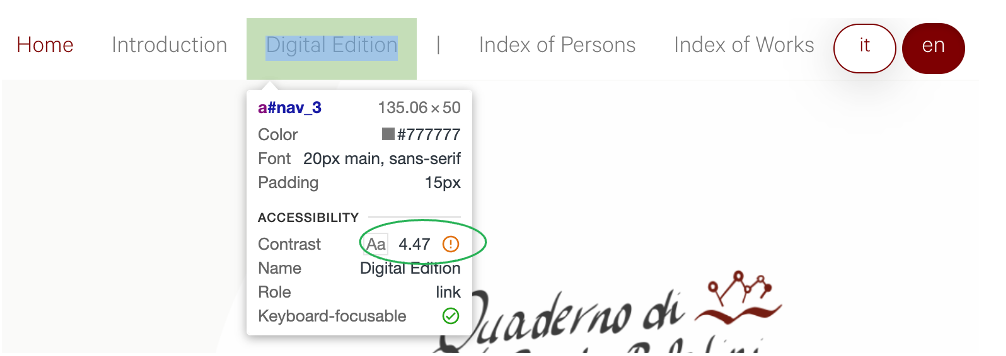 Home Introduction Digital Edition | Index of Persons Index of Works it en
a#nav_3 135.06 × 50
Color #777777
Font 20px main, sans-serif
Padding 15px
ACCESSIBILITY
Contrast Aa 4.47
Name Digital Edition
Role link
Keyboard-focusable
Quaderno di